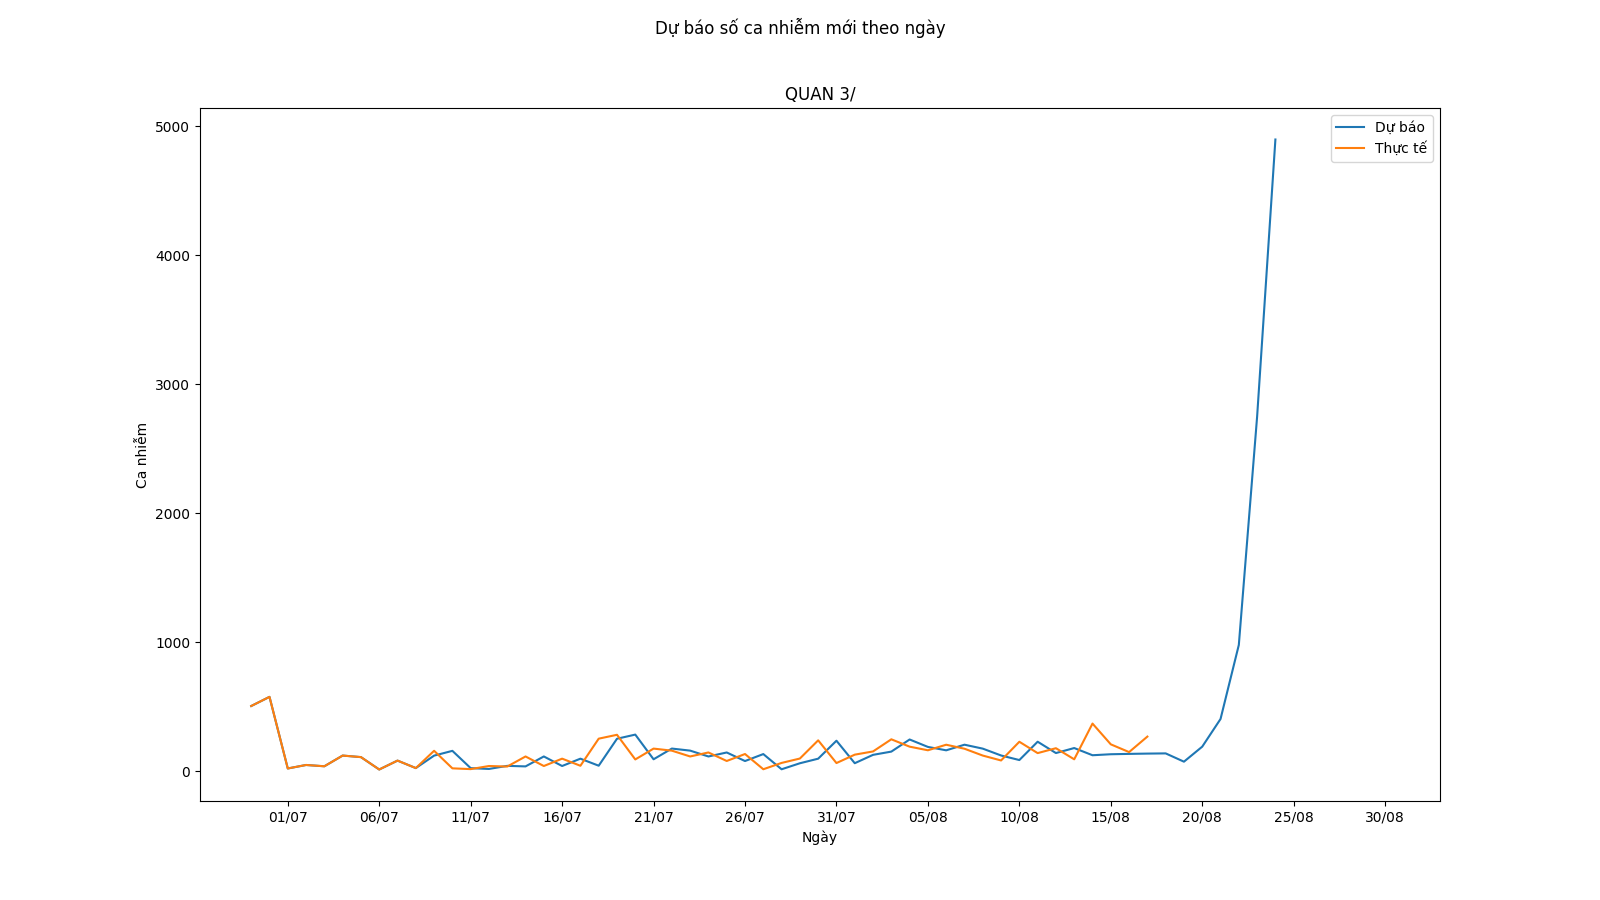 Dự báo số ca nhiễm mới theo ngày
QUAN 3/
Dự báo
Thực tế
5000
4000
3000
2000
1000
0
Ca nhiễm
01/07 06/07 11/07 16/07 21/07 26/07 31/07 05/08 10/08 15/08 20/08 25/08 30/08
Ngày